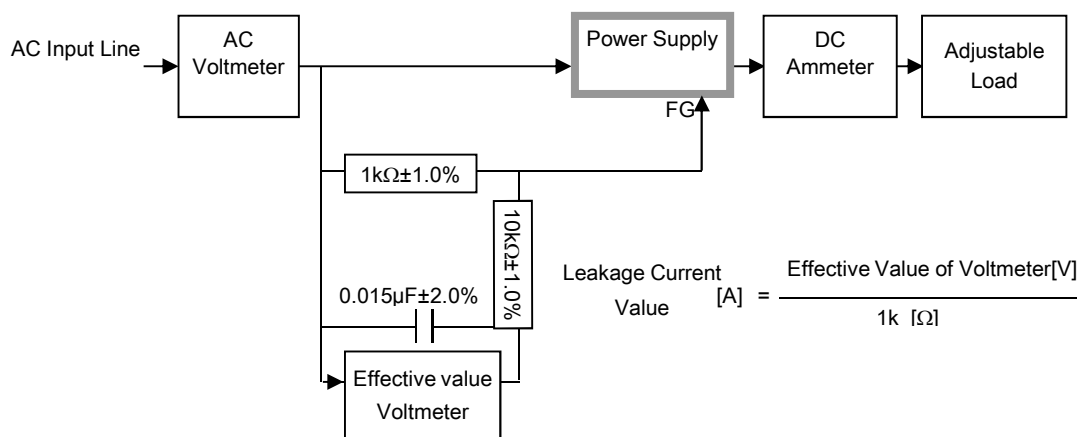 AC Input Line
AC
Voltmeter
Power Supply
DC
Ammeter
Adjustable
Load
FG
1kΩ±1.0%
10kΩ±1.0%
0.015µF±2.0%
Effective value
Voltmeter
Leakage Current
Value
[A] =
Effective Value of Voltmeter[V]
1k [Ω]